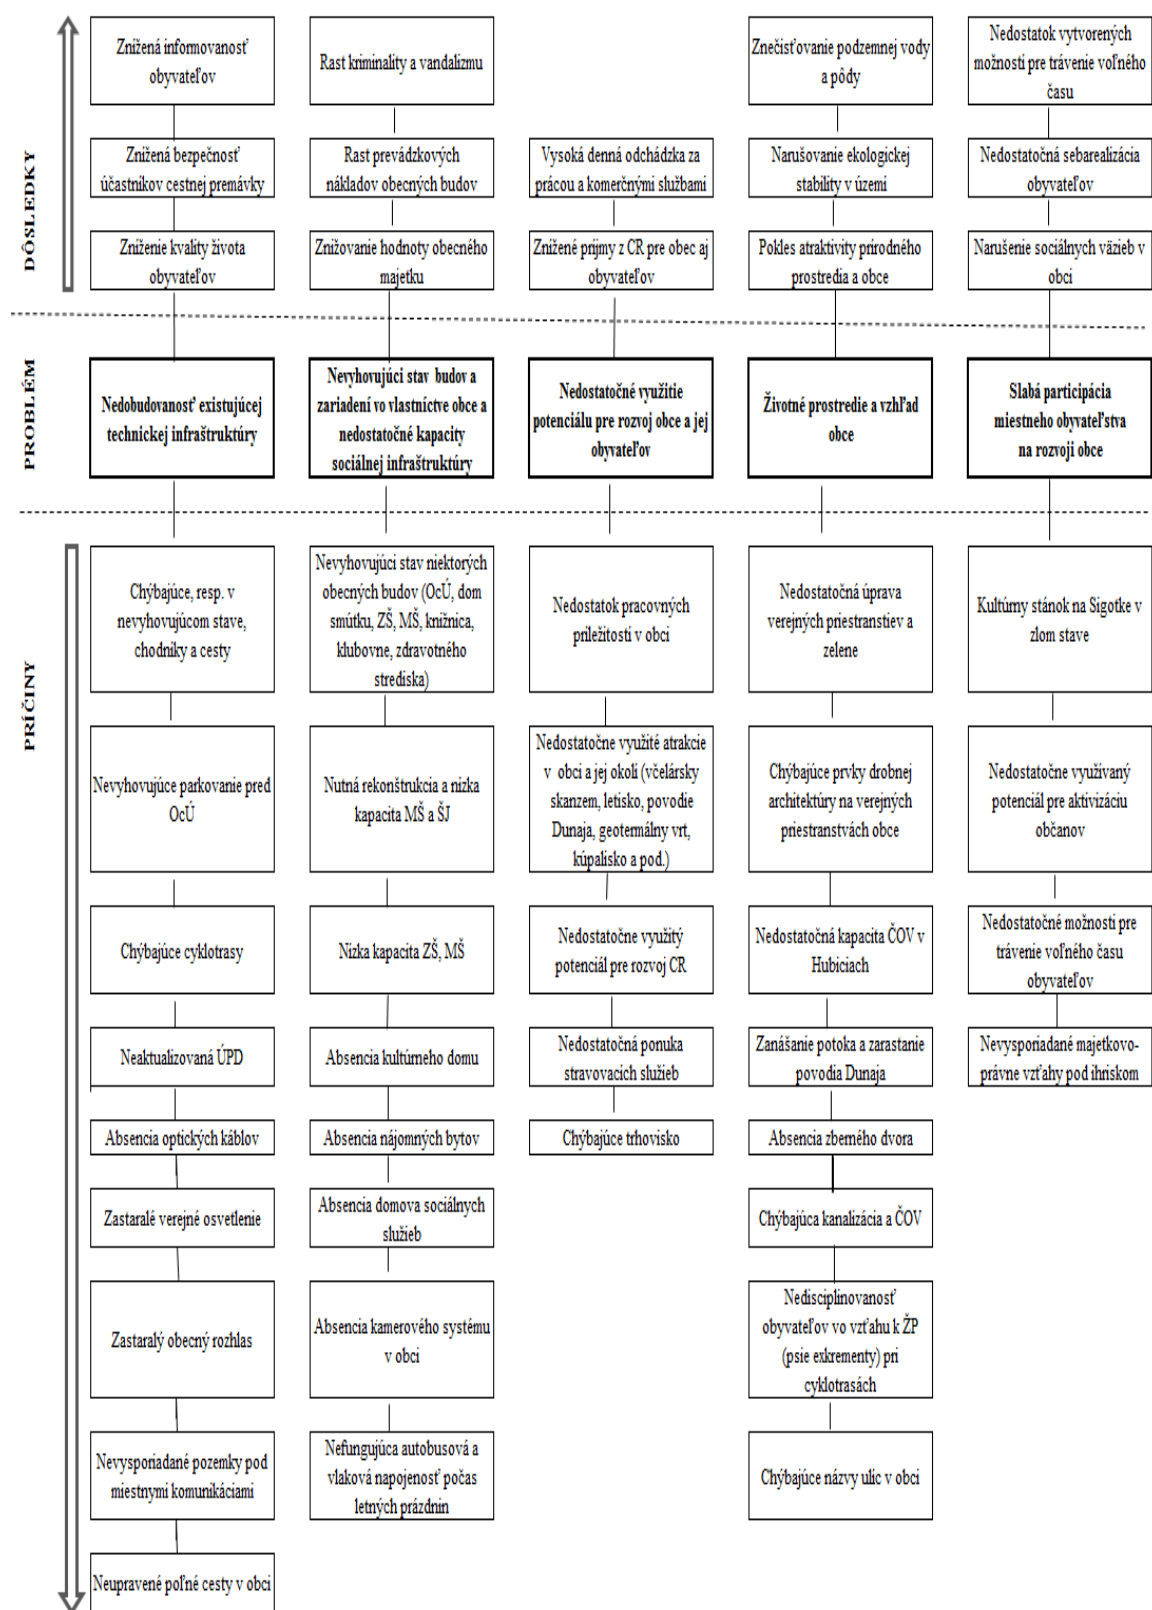 DÔSLEDKY
Znížená informovanosť
obyvateľov
Rast kriminality a vandalizmu
Znečisťovanie podzemnej vody
a pôdy
Nedostatok vytvorených
možností pre trávenie voľného
času
Znížená bezpečnosť
účastníkov cestnej premávky
Rast prevádzkových
nákladov obecných budov
Vysoká denná odchádzka za
prácou a komerčnými službami
Narušovanie ekologickej
stability v území
Nedostatočná sebarealizácia
obyvateľov
Zníženie kvality života
obyvateľov
Znižovanie hodnoty obecného
majetku
Znížené príjmy z CR pre obec aj
obyvateľov
Pokles atraktivity prírodného
prostredia a obce
Narušenie sociálnych väzieb v
obci
PROBLÉM
Nedobudovanosť existujúcej
technickej infraštruktúry
Nevyhovujúci stav budov a
zariadení vo vlastníctve obce a
nedostatočné kapacity
sociálnej infraštruktúry
Nedostatočné využitie
potenciálu pre rozvoj obce a jej
obyvateľov
Životné prostredie a vzhľad
obce
Slabá participácia
miestneho obyvateľstva
na rozvoji obce
PRÍČINY
Chýbajúce, resp. v
nevyhovujúcom stave,
chodníky a cesty
Nevyhovujúci stav niektorých
obecných budov (OcÚ, dom
smútku, ZŠ, MŠ, knižnica,
klubovne, zdravotného
strediska)
Nedostatok pracovných
príležitostí v obci
Nedostatočná úprava
verejných priestranstiev a
zelene
Kultúrny stánok na Sigotke v
zlom stave
Nevyhovujúce parkovanie pred
OcÚ
Nutná rekonštrukcia a nízka
kapacita MŠ a ŠJ
Nedostatočne využité atrakcie
v obci a jej okolí (včelársky
skanzem, letisko, povodie
Dunaja, geotermálny vrt,
kúpalisko a pod.)
Chýbajúce prvky drobnej
architektúry na verejných
priestranstvách obce
Nedostatočne využívaný
potenciál pre aktivizáciu
občanov
Chýbajúce cyklotrasy
Nízka kapacita ZŠ, MŠ
Nedostatočne využitý
potenciál pre rozvoj CR
Nedostatočná kapacita ČOV v
Hubiciach
Nedostatočné možnosti pre
trávenie voľného času
obyvateľov
Neaktualizovaná ÚPD
Absencia kultúrneho domu
Nedostatočná ponuka
stravovacích služieb
Zanášanie potoka a zarastanie
povodia Dunaja
Nevysporiadané majetkovo-
právne vzťahy pod ihriskom
Absencia optických káblov
Absencia nájomných bytov
Chýbajúce trhovisko
Absencia zberného dvora
Zastaralé verejné osvetlenie
Absencia domova sociálnych
služieb
Chýbajúca kanalizácia a ČOV
Zastaralý obecný rozhlas
Absencia kamerového systému
v obci
Nedisciplinovanosť
obyvateľov vo vzťahu k ŽP
(psie exkrementy) pri
cyklotrasách
Nevysporiadané pozemky pod
miestnymi komunikáciami
Nefungujúca autobusová a
vlaková napojenosť počas
letných prázdnin
Chýbajúce názvy ulíc v obci
Neupravené poľné cesty v obci